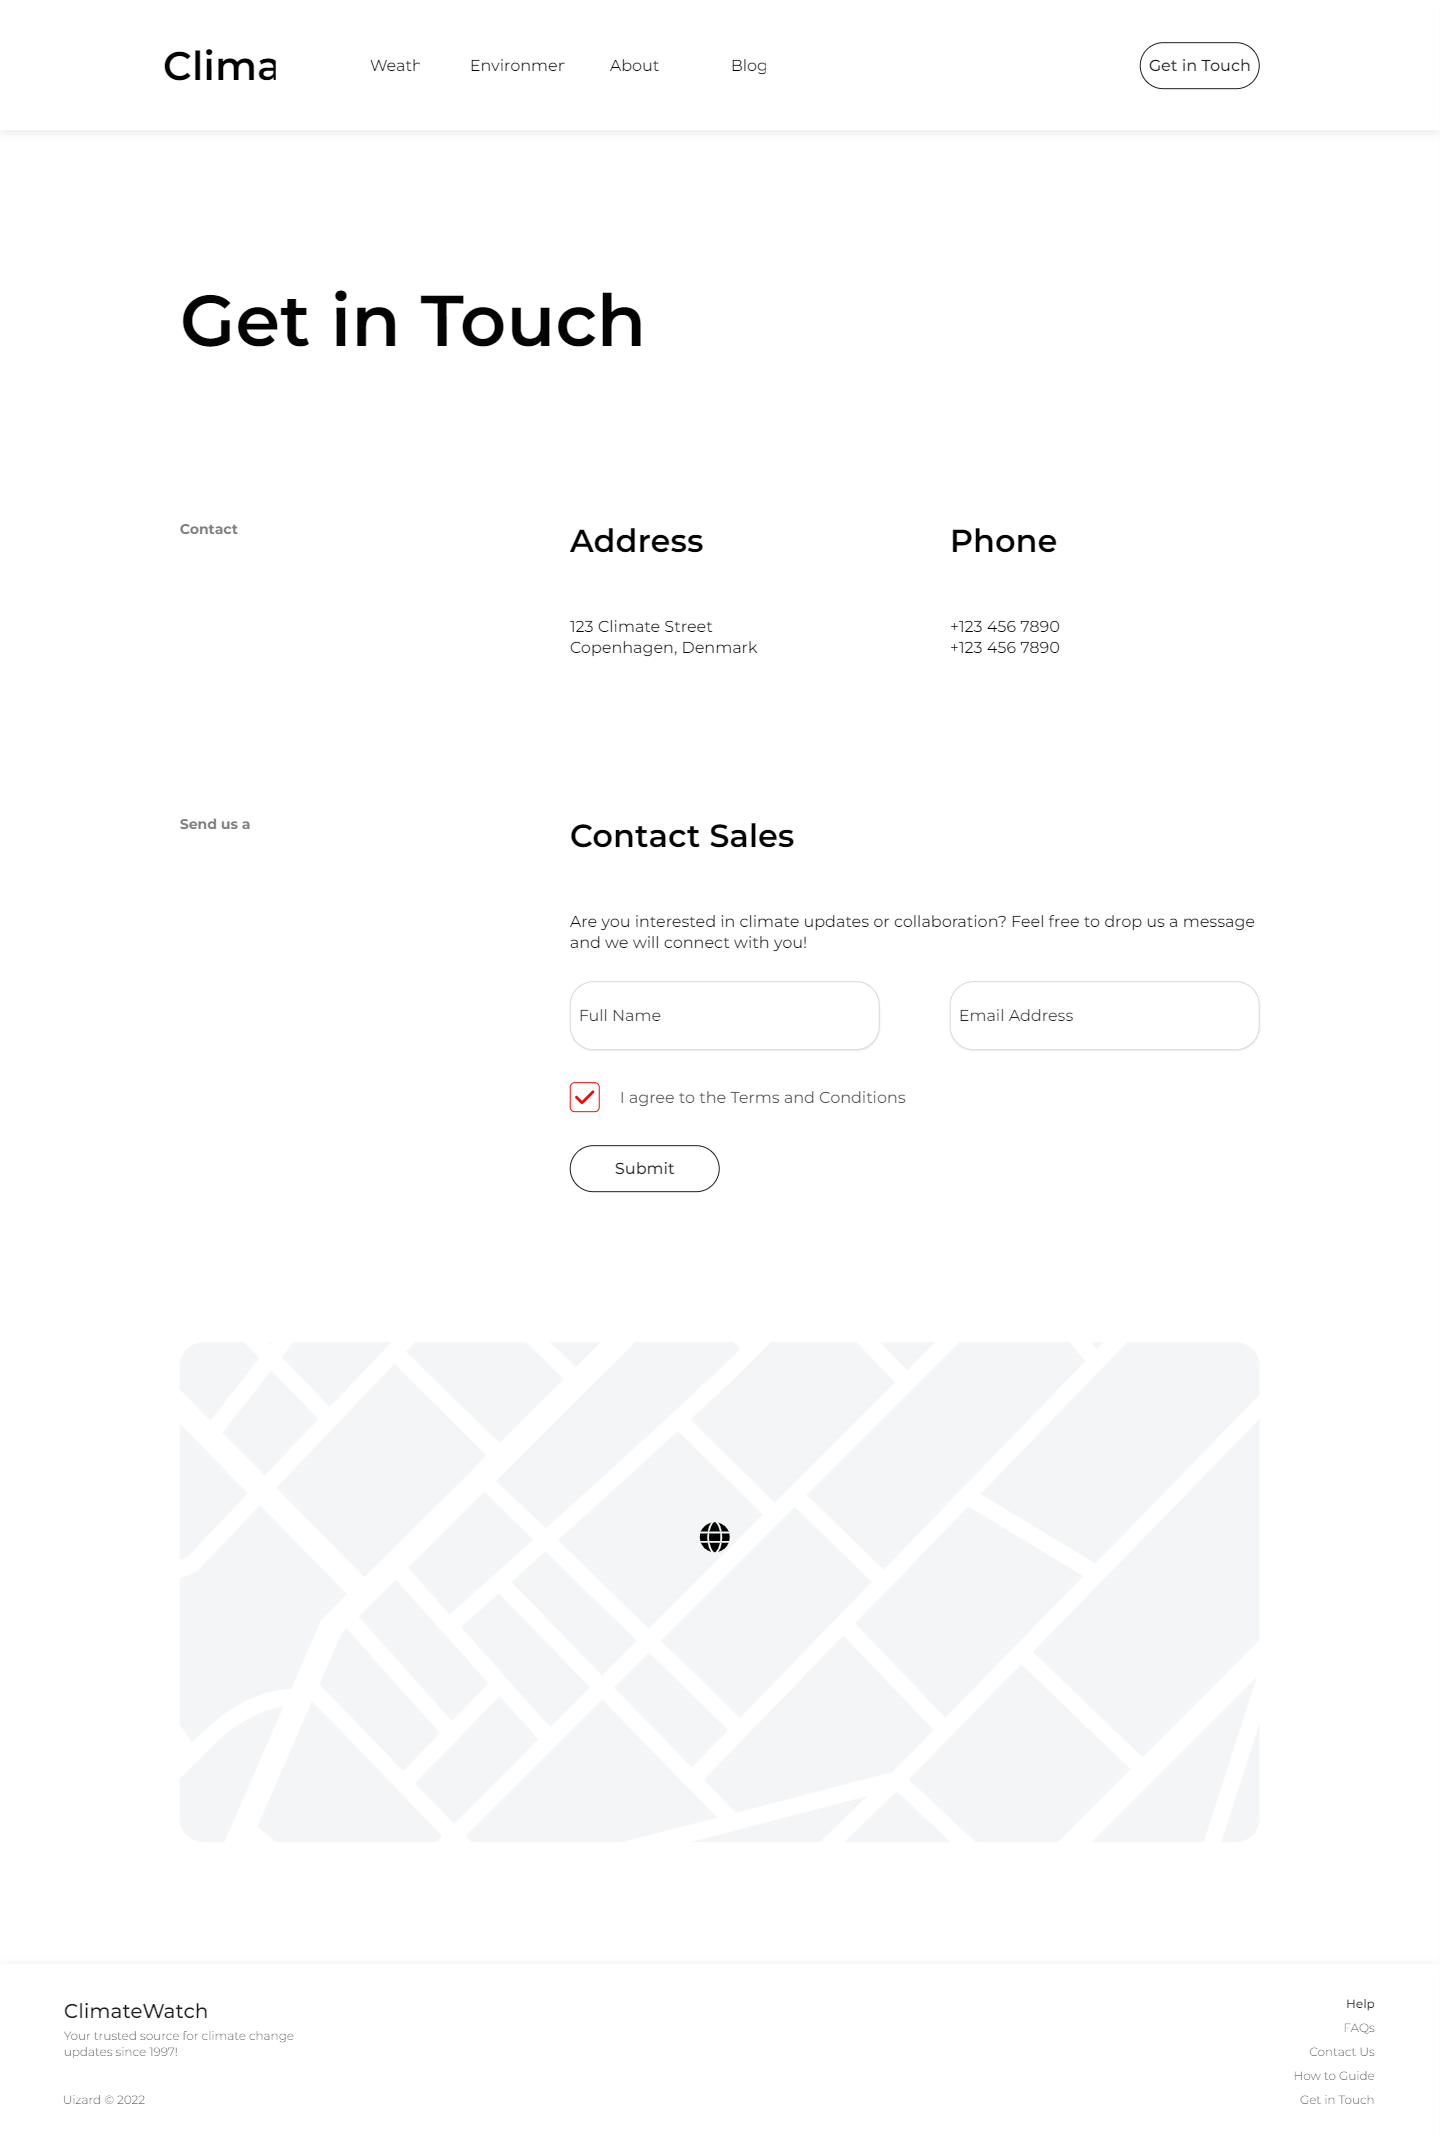 Clima
Weath
Environmen
About
Blog
Get in Touch
Get in Touch
Contact
Address
Phone
123 Climate Street
Copenhagen, Denmark
+123 456 7890
+123 456 7890
Send us a
Contact Sales
Are you interested in climate updates or collaboration? Feel free to drop us a message
and we will connect with you!
Full Name
Email Address
I agree to the Terms and Conditions
Submit
ClimateWatch
Your trusted source for climate change
updates since 1997!
Uizard © 2022
Help
FAQs
Contact Us
How to Guide
Get in Touch